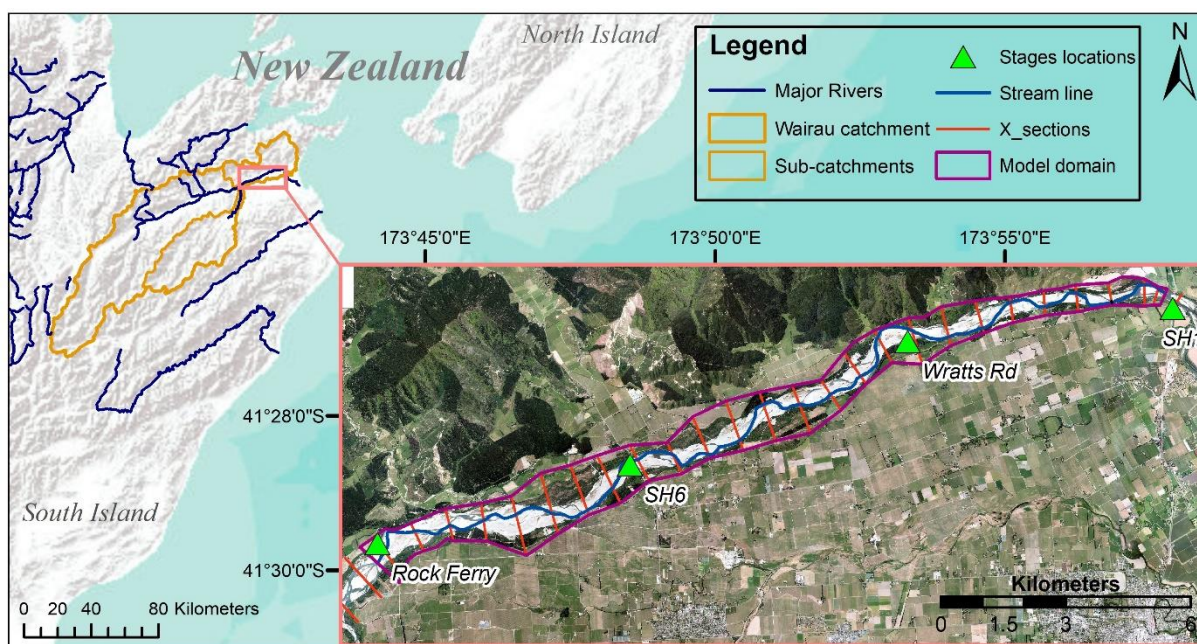 New Zealand
North Island
South Island
Legend
Major Rivers
Wairau catchment
Sub-catchments
Stages locations
Stream line
X_sections
Model domain
N
173°45'0"E
173°50'0"E
173°55'0"E
41°28'0"S
41°30'0"S
SH1
Wratts Rd
SH6
Rock Ferry
0 20 40 80 Kilometers
Kilometers
0 1.5 3 6